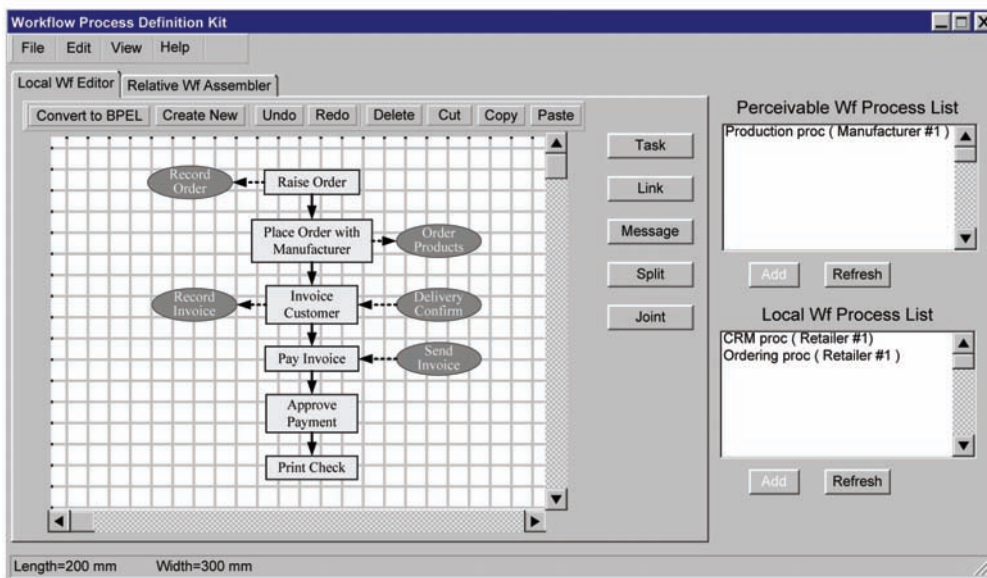 Workflow Process Definition Kit
File Edit View Help
Local Wf Editor Relative Wf Assembler
Convert to BPEL Create New Undo Redo Delete Cut Copy Paste
Record
Order
Raise Order
Place Order with
Manufacturer
Order
Products
Record
Invoice
Invoice
Customer
Delivery
Confirm
Pay Invoice
Send
Invoice
Approve
Payment
Print Check
Task
Link
Message
Split
Joint
Perceivable Wf Process List
Production proc ( Manufacturer #1 )
Add Refresh
Local Wf Process List
CRM proc ( Retailer #1)
Ordering proc ( Retailer #1 )
Add Refresh
Length=200 mm Width=300 mm